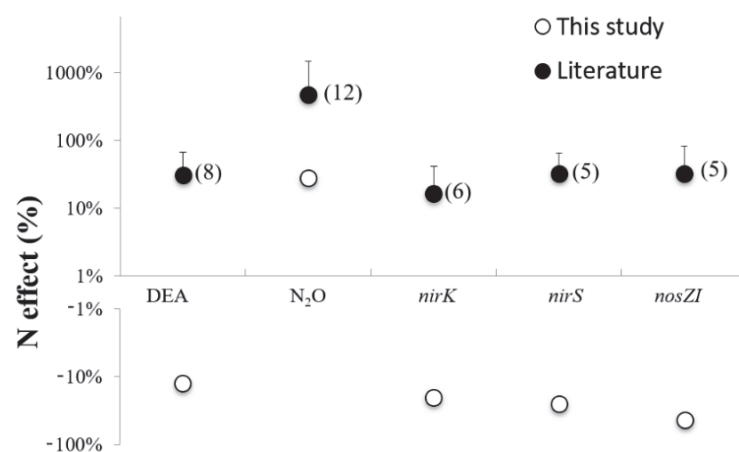 This study
Literature
1000%
100%
10%
1%
(8)
(12)
(6)
(5)
(5)
DEA
N₂O
nirK
nirS
nosZI
-1%
-10%
-100%
N effect (%)